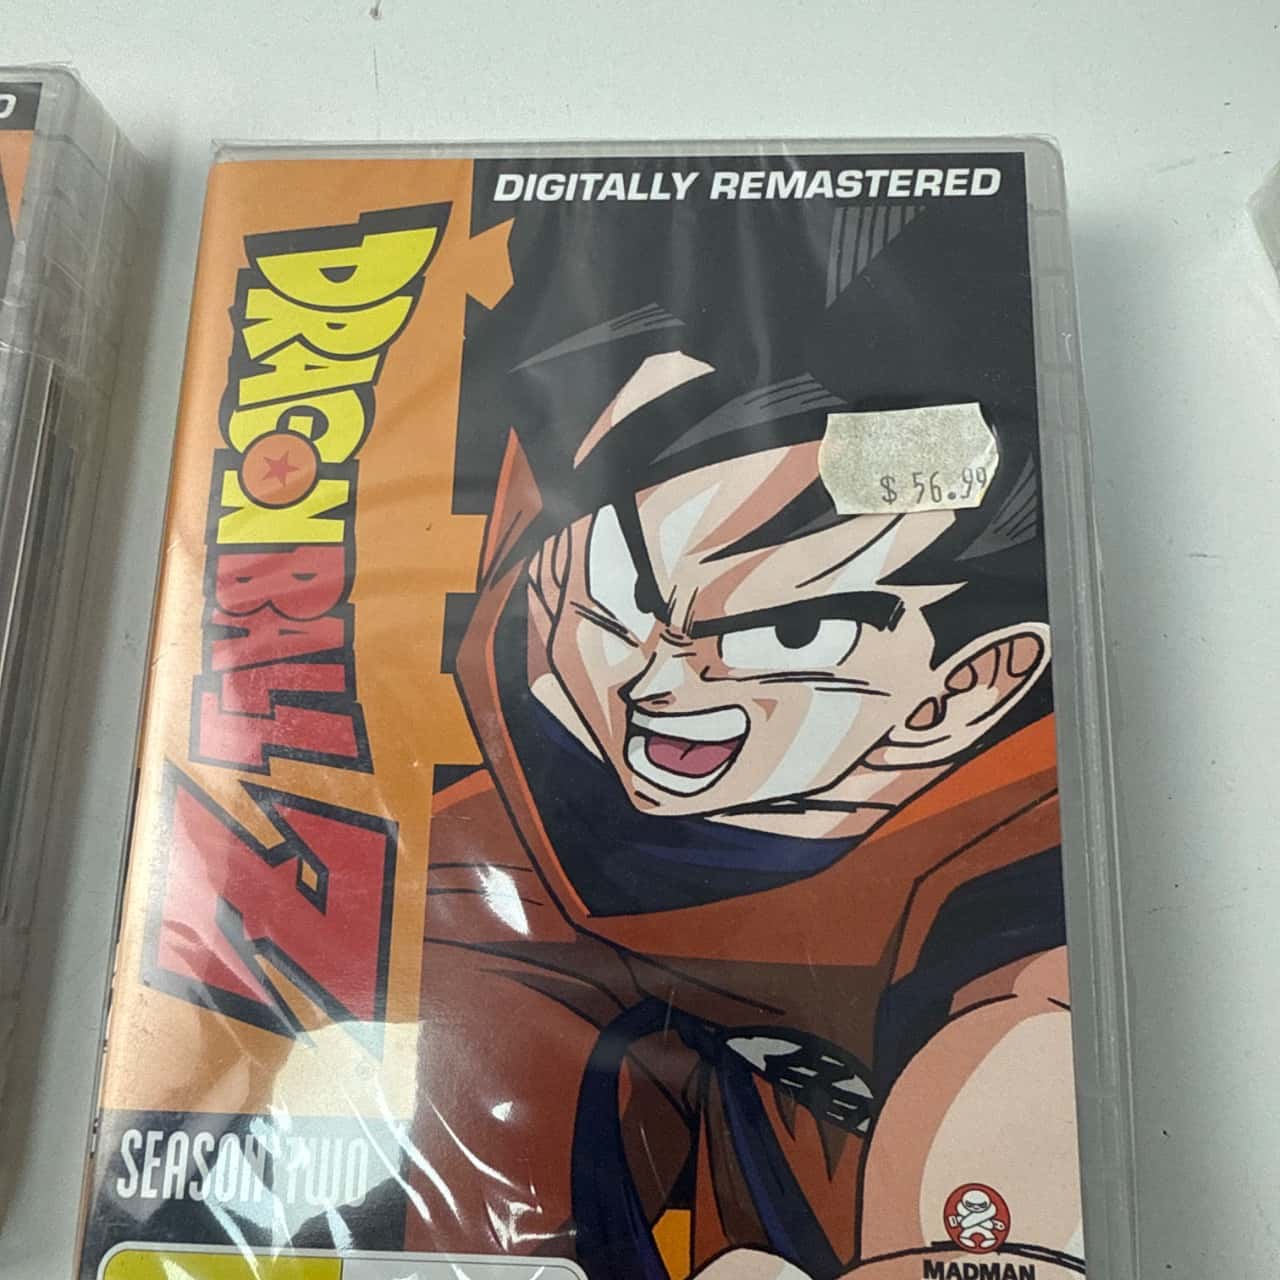 DIGITALLY REMASTERED
DRAGON BALL Z
$ 56.99
SEASON TWO
MADMAN